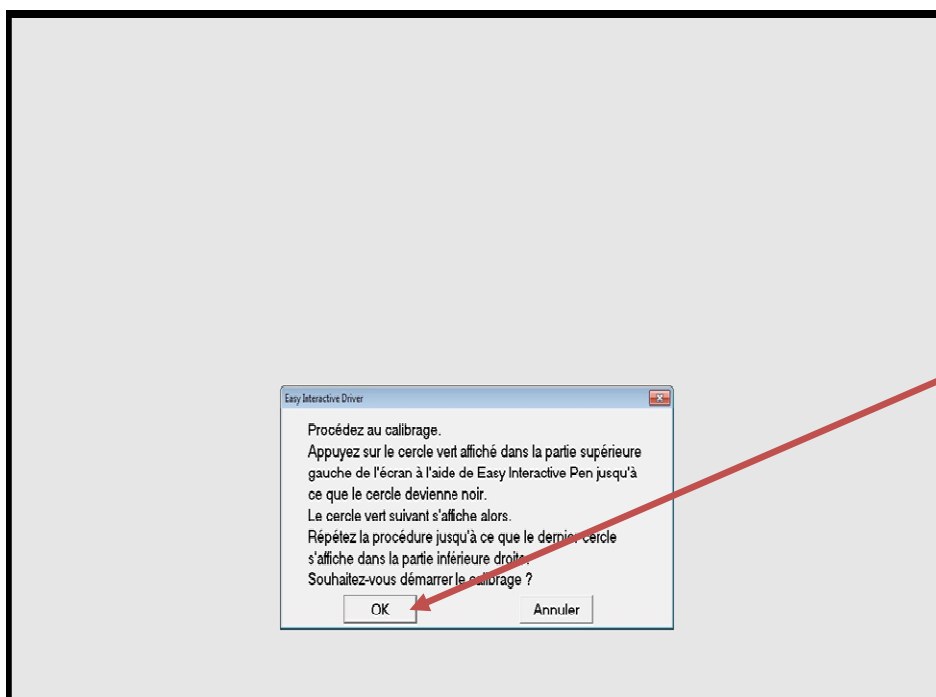 Easy Interactive Driver
Procédez au calibrage.
Appuyez sur le cercle vert affiché dans la partie supérieure
gauche de l'écran à l'aide de Easy Interactive Pen jusqu'à
ce que le cercle devienne noir.
Le cercle vert suivant s'affiche alors.
Répétez la procédure jusqu'à ce que le dernier cercle
s'affiche dans la partie inférieure droite.
Souhaitez-vous démarrer le calibrage ?
OK
Annuler